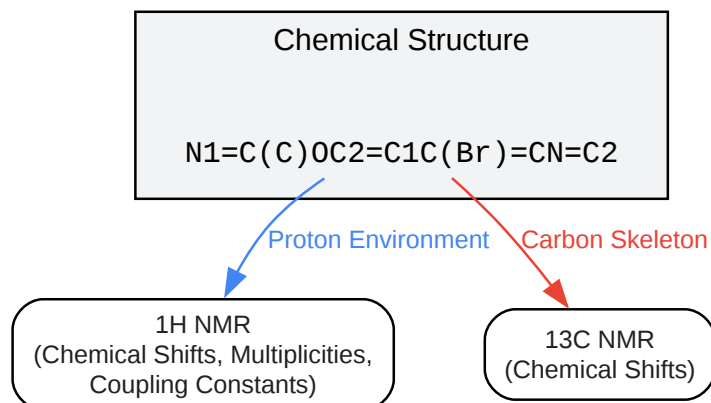 Chemical Structure
N1=C(C)OC2=C1C(Br)=CN=C2
Proton Environment
Carbon Skeleton
1H NMR
(Chemical Shifts, Multiplicities,
Coupling Constants)
13C NMR
(Chemical Shifts)